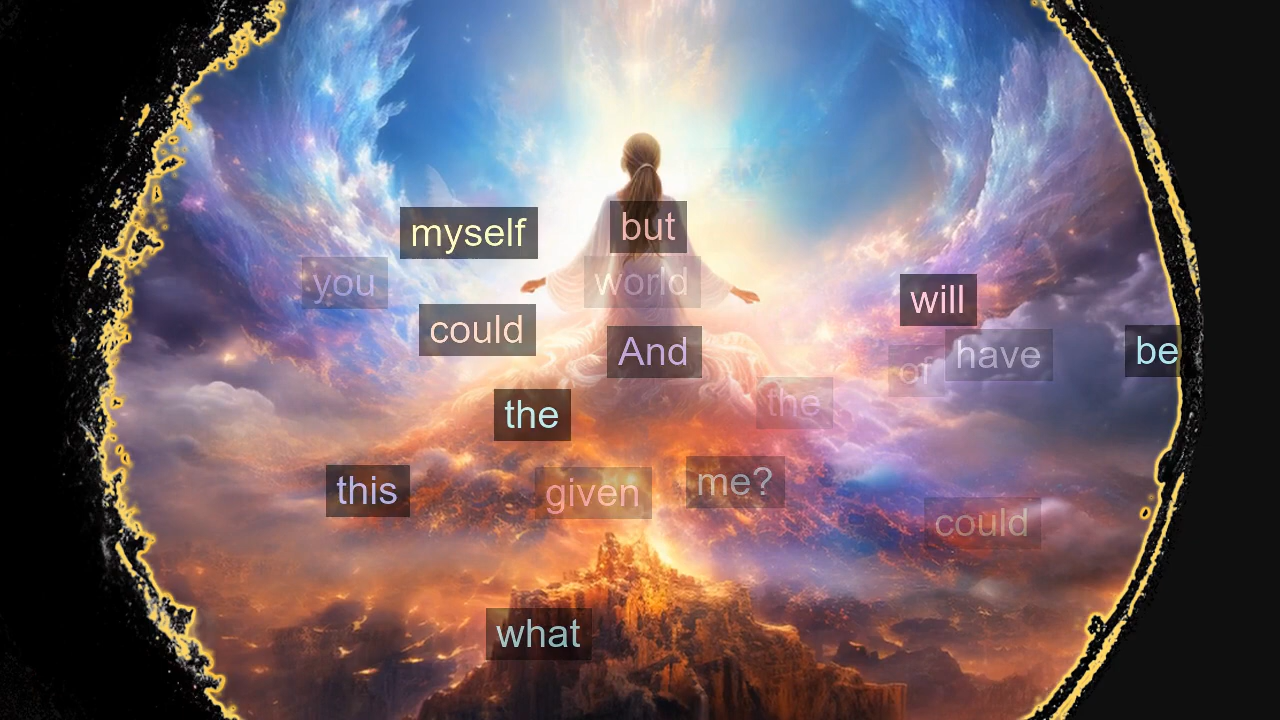 but
myself
world
you
will
could
And
be
have
of
the
the
me?
this
given
could
what